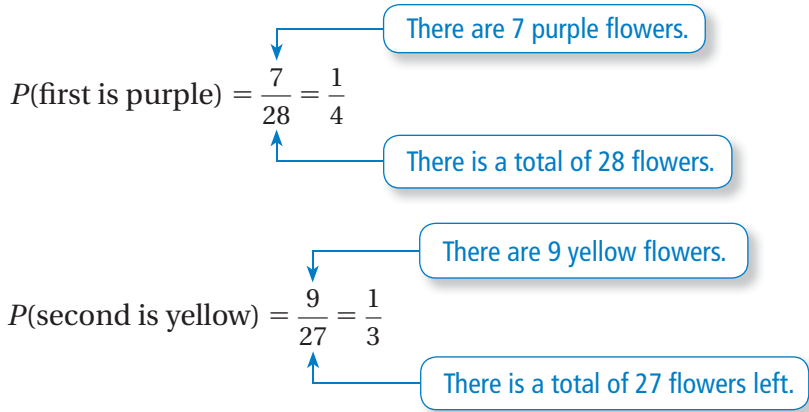 There are 7 purple flowers.
P(first is purple) = 7/28 = 1/4
There is a total of 28 flowers.
There are 9 yellow flowers.
P(second is yellow) = 9/27 = 1/3
There is a total of 27 flowers left.